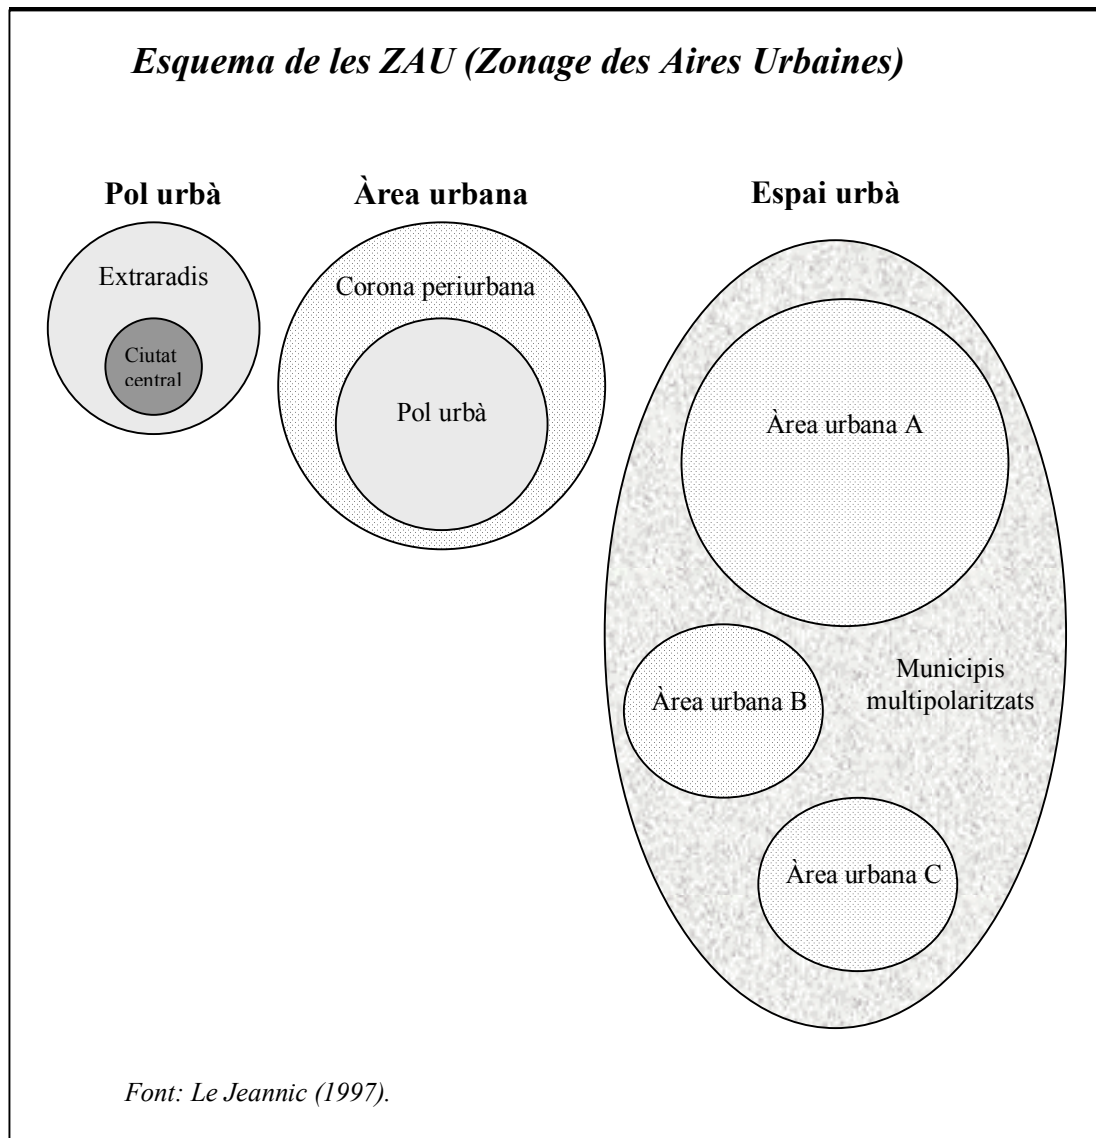 Esquema de les ZAU (Zonage des Aires Urbaines)
Pol urbà
Àrea urbana
Espai urbà
Extraradis
Ciutat
central
Corona periurbana
Pol urbà
Àrea urbana A
Àrea urbana B
Municipis
multipolaritzats
Àrea urbana C
Font: Le Jeannic (1997).